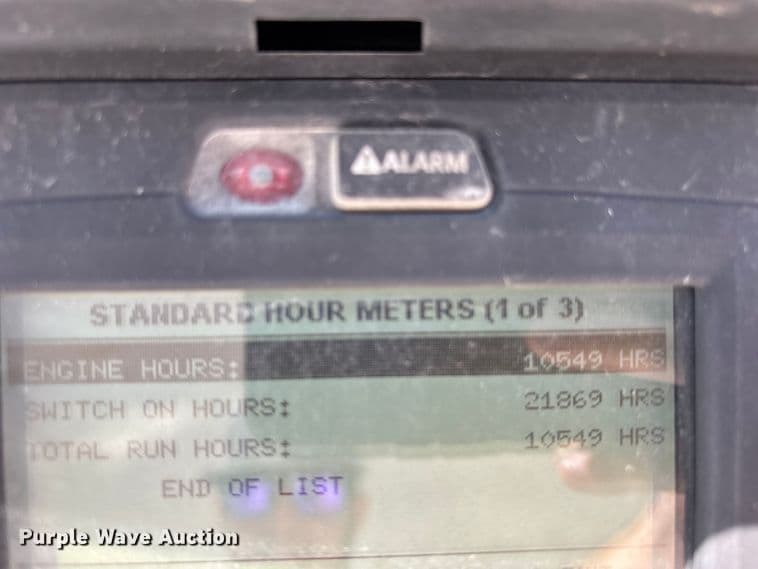 ALARM
STANDARD HOUR METERS (1 of 3)
ENGINE HOURS: 10549 HRS
SWITCH ON HOURS: 21869 HRS
TOTAL RUN HOURS: 10549 HRS
END OF LIST
Purple Wave Auction